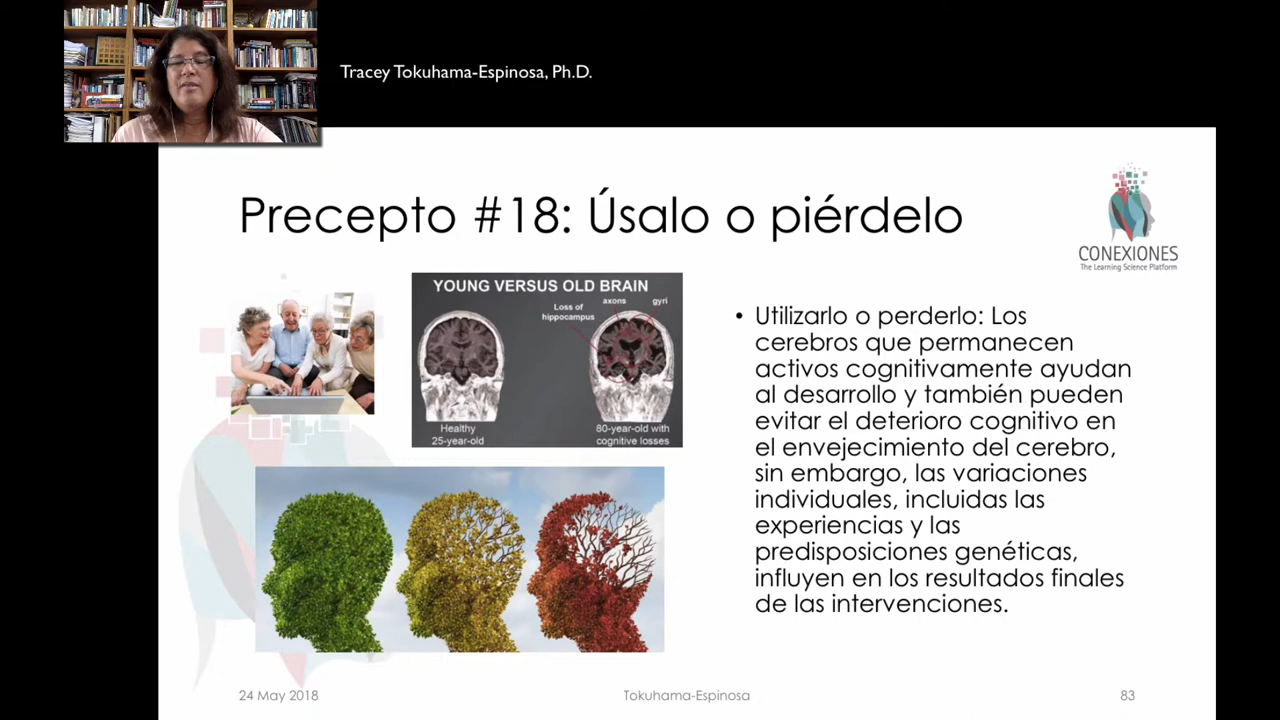 Tracey Tokuhama-Espinosa, Ph.D.
Precepto #18: Úsalo o piérdelo
CONEXIONES
The Learning Science Platform
YOUNG VERSUS OLD BRAIN
Loss of
hippocampus
axons
gyri
Healthy
25-year-old
80-year-old with
cognitive losses
• Utilizarlo o perderlo: Los
cerebros que permanecen
activos cognitivamente ayudan
al desarrollo y también pueden
evitar el deterioro cognitivo en
el envejecimiento del cerebro,
sin embargo, las variaciones
individuales, incluidas las
experiencias y las
predisposiciones genéticas,
influyen en los resultados finales
de las intervenciones.
24 May 2018
Tokuhama-Espinosa
83